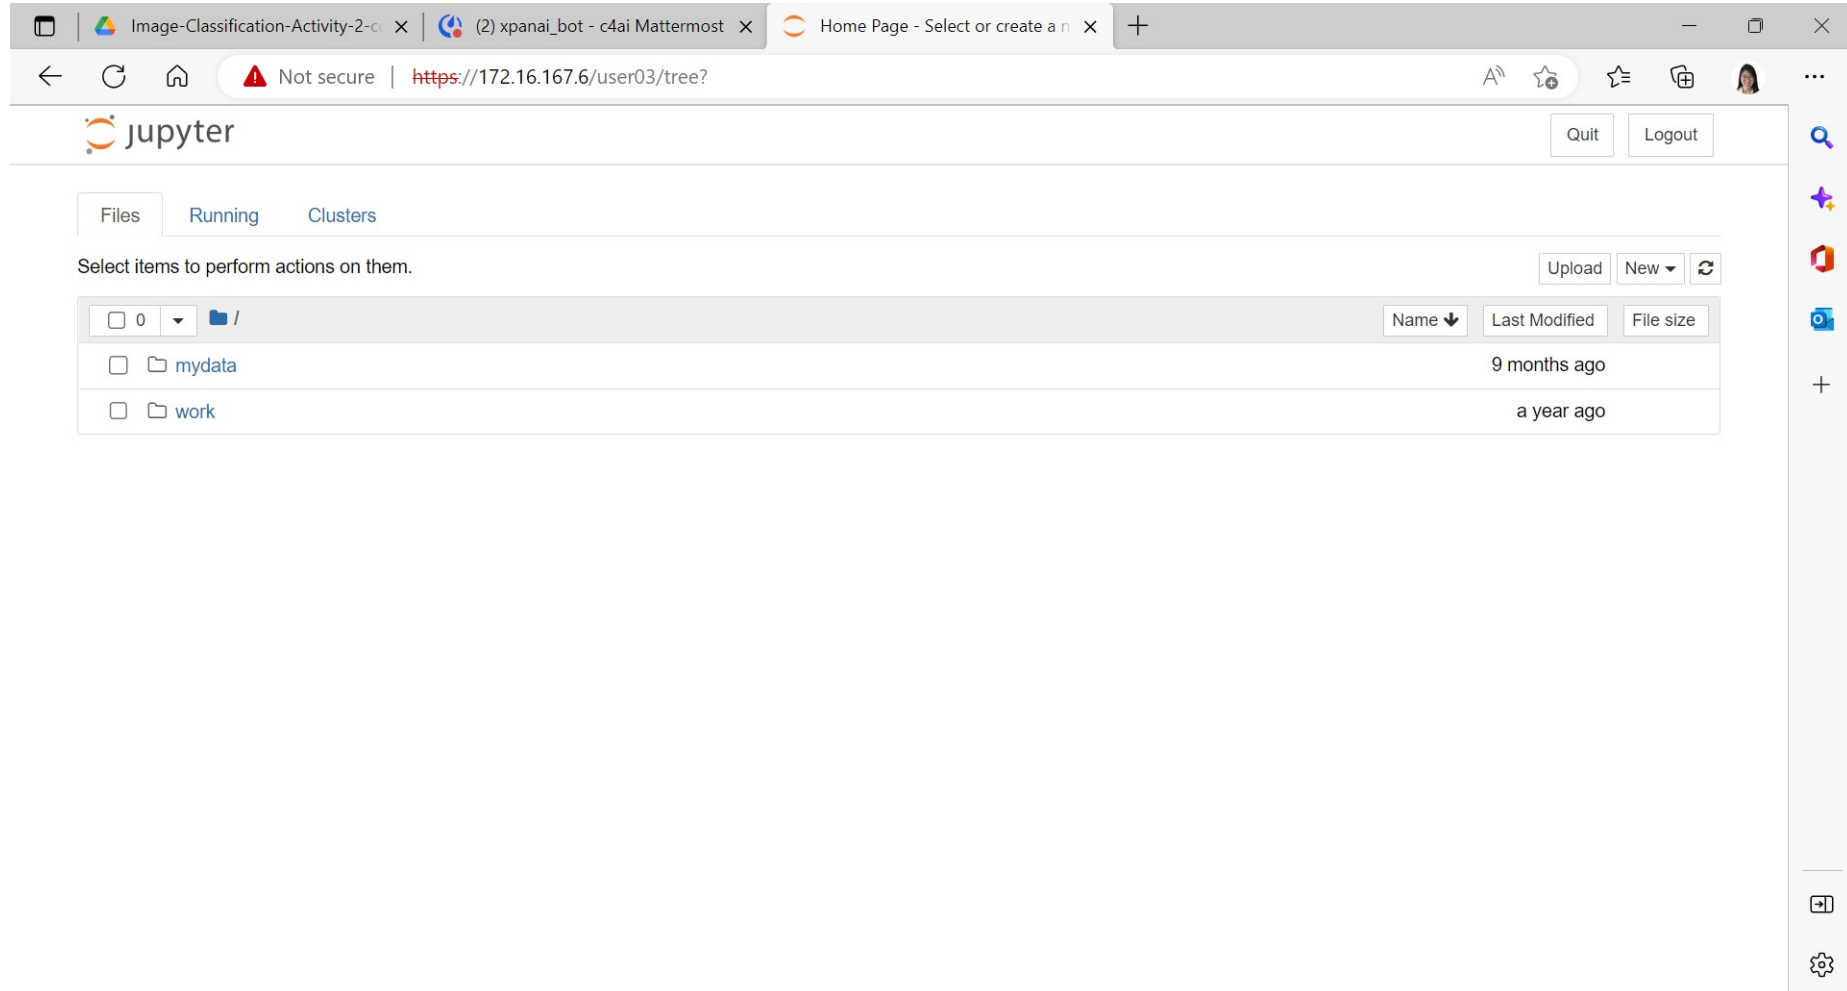 Image-Classification-Activity-2-c
(2) xpanai_bot - c4ai Mattermost
Home Page - Select or create a n
Not secure
https://172.16.167.6/user03/tree?
jupyter
Quit
Logout
Files
Running
Clusters
Select items to perform actions on them.
Upload
New
0
/
Name
Last Modified
File size
mydata
9 months ago
work
a year ago